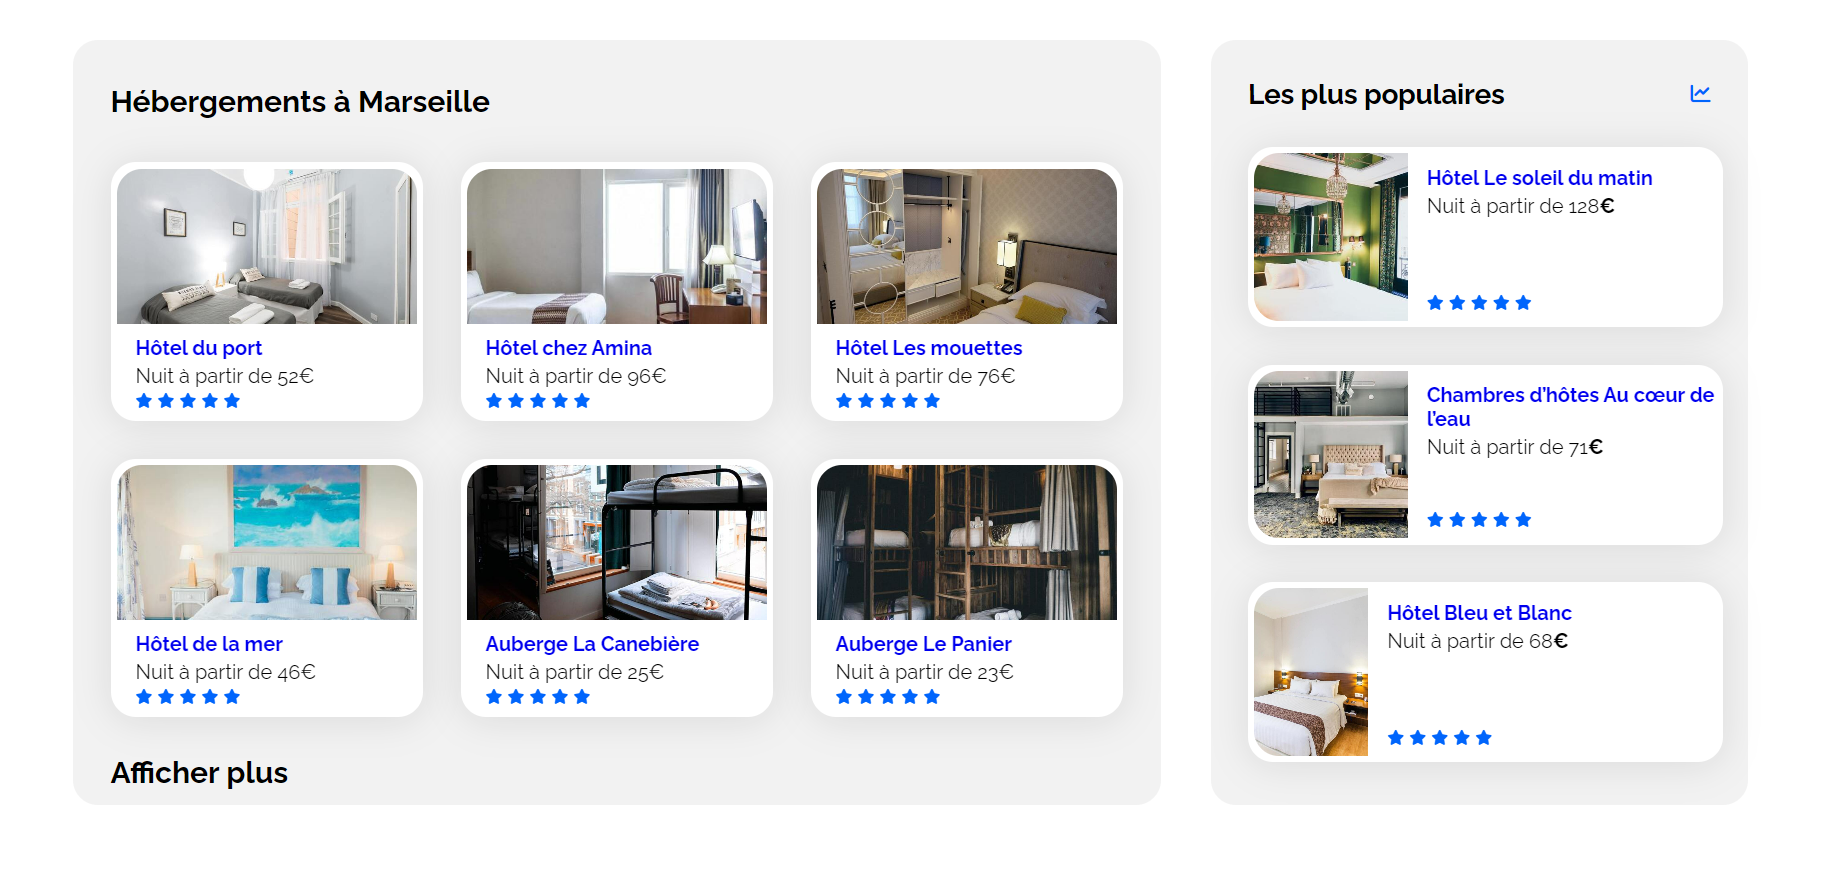 Hébergements à Marseille
Hôtel du port
Nuit à partir de 52€
Hôtel chez Amina
Nuit à partir de 96€
Hôtel Les mouettes
Nuit à partir de 76€
Hôtel de la mer
Nuit à partir de 46€
Auberge La Canebière
Nuit à partir de 25€
Auberge Le Panier
Nuit à partir de 23€
Afficher plus
Les plus populaires
Hôtel Le soleil du matin
Nuit à partir de 128€
Chambres d’hôtes Au cœur de
l’eau
Nuit à partir de 71€
Hôtel Bleu et Blanc
Nuit à partir de 68€